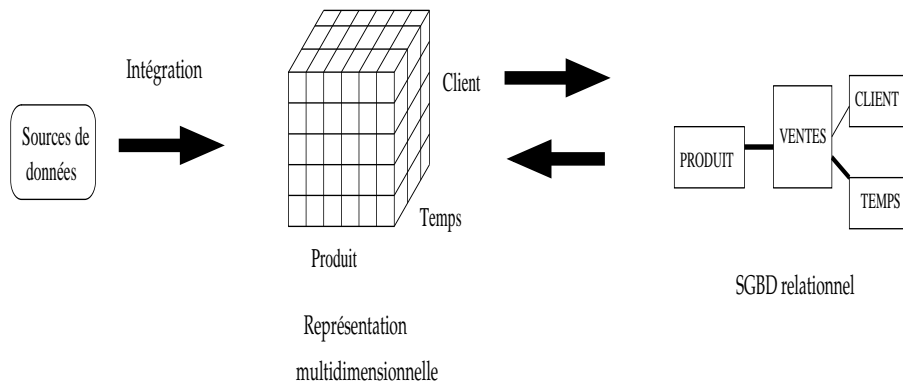 Intégration
Sources de
données
Client
Temps
Produit
Représentation
multidimensionnelle
PRODUIT
VENTES
CLIENT
TEMPS
SGBD relationnel